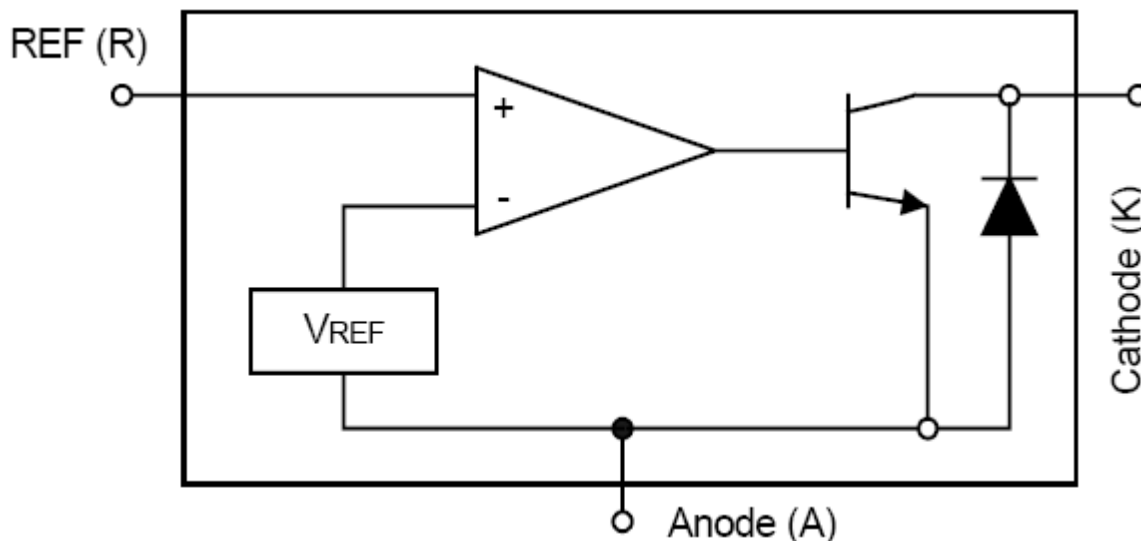 REF (R)
+
-
VREF
Cathode (K)
Anode (A)